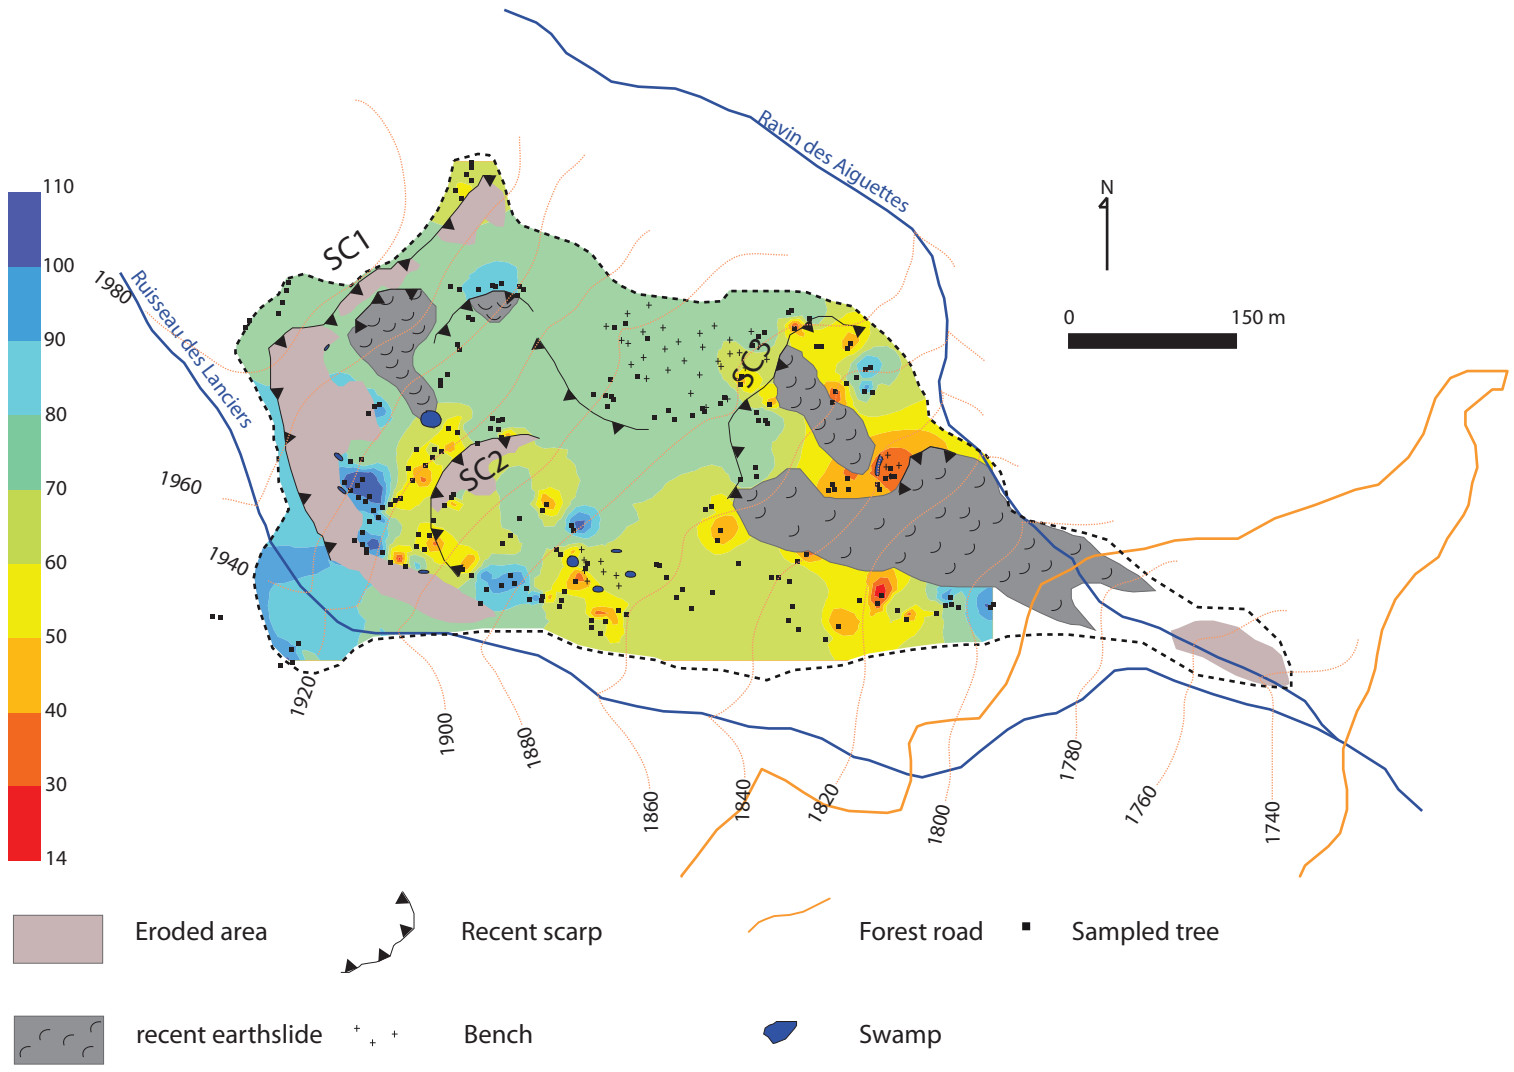 Ravin des Aiguettes
N
110
100
90
80
70
60
50
40
30
14
SC1
1980
Ruisseau des Lanciers
0 150 m
SC3
SC2
1960
1940
1920
1900
1880
1860
1840
1820
1800
1780
1760
1740
Eroded area
Recent scarp
Forest road
Sampled tree
recent earthslide
Bench
Swamp